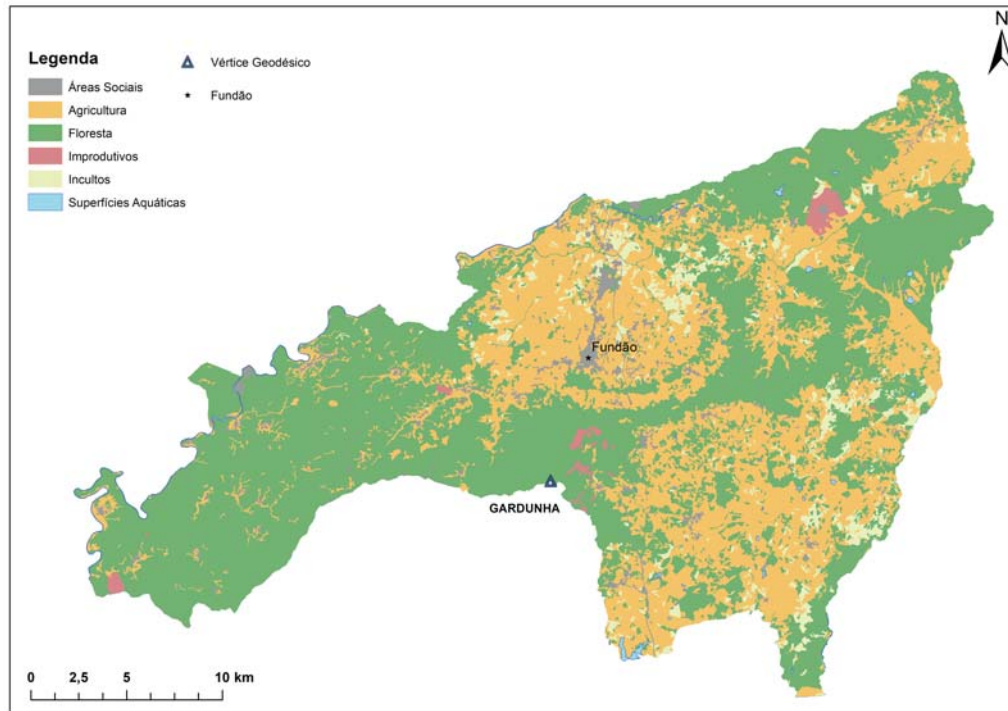 N
Legenda
Áreas Sociais
Agricultura
Floresta
Improdutivos
Incultos
Superfícies Aquáticas
Vértice Geodésico
Fundão
Fundão
GARDUNHA
0 2,5 5 10 km